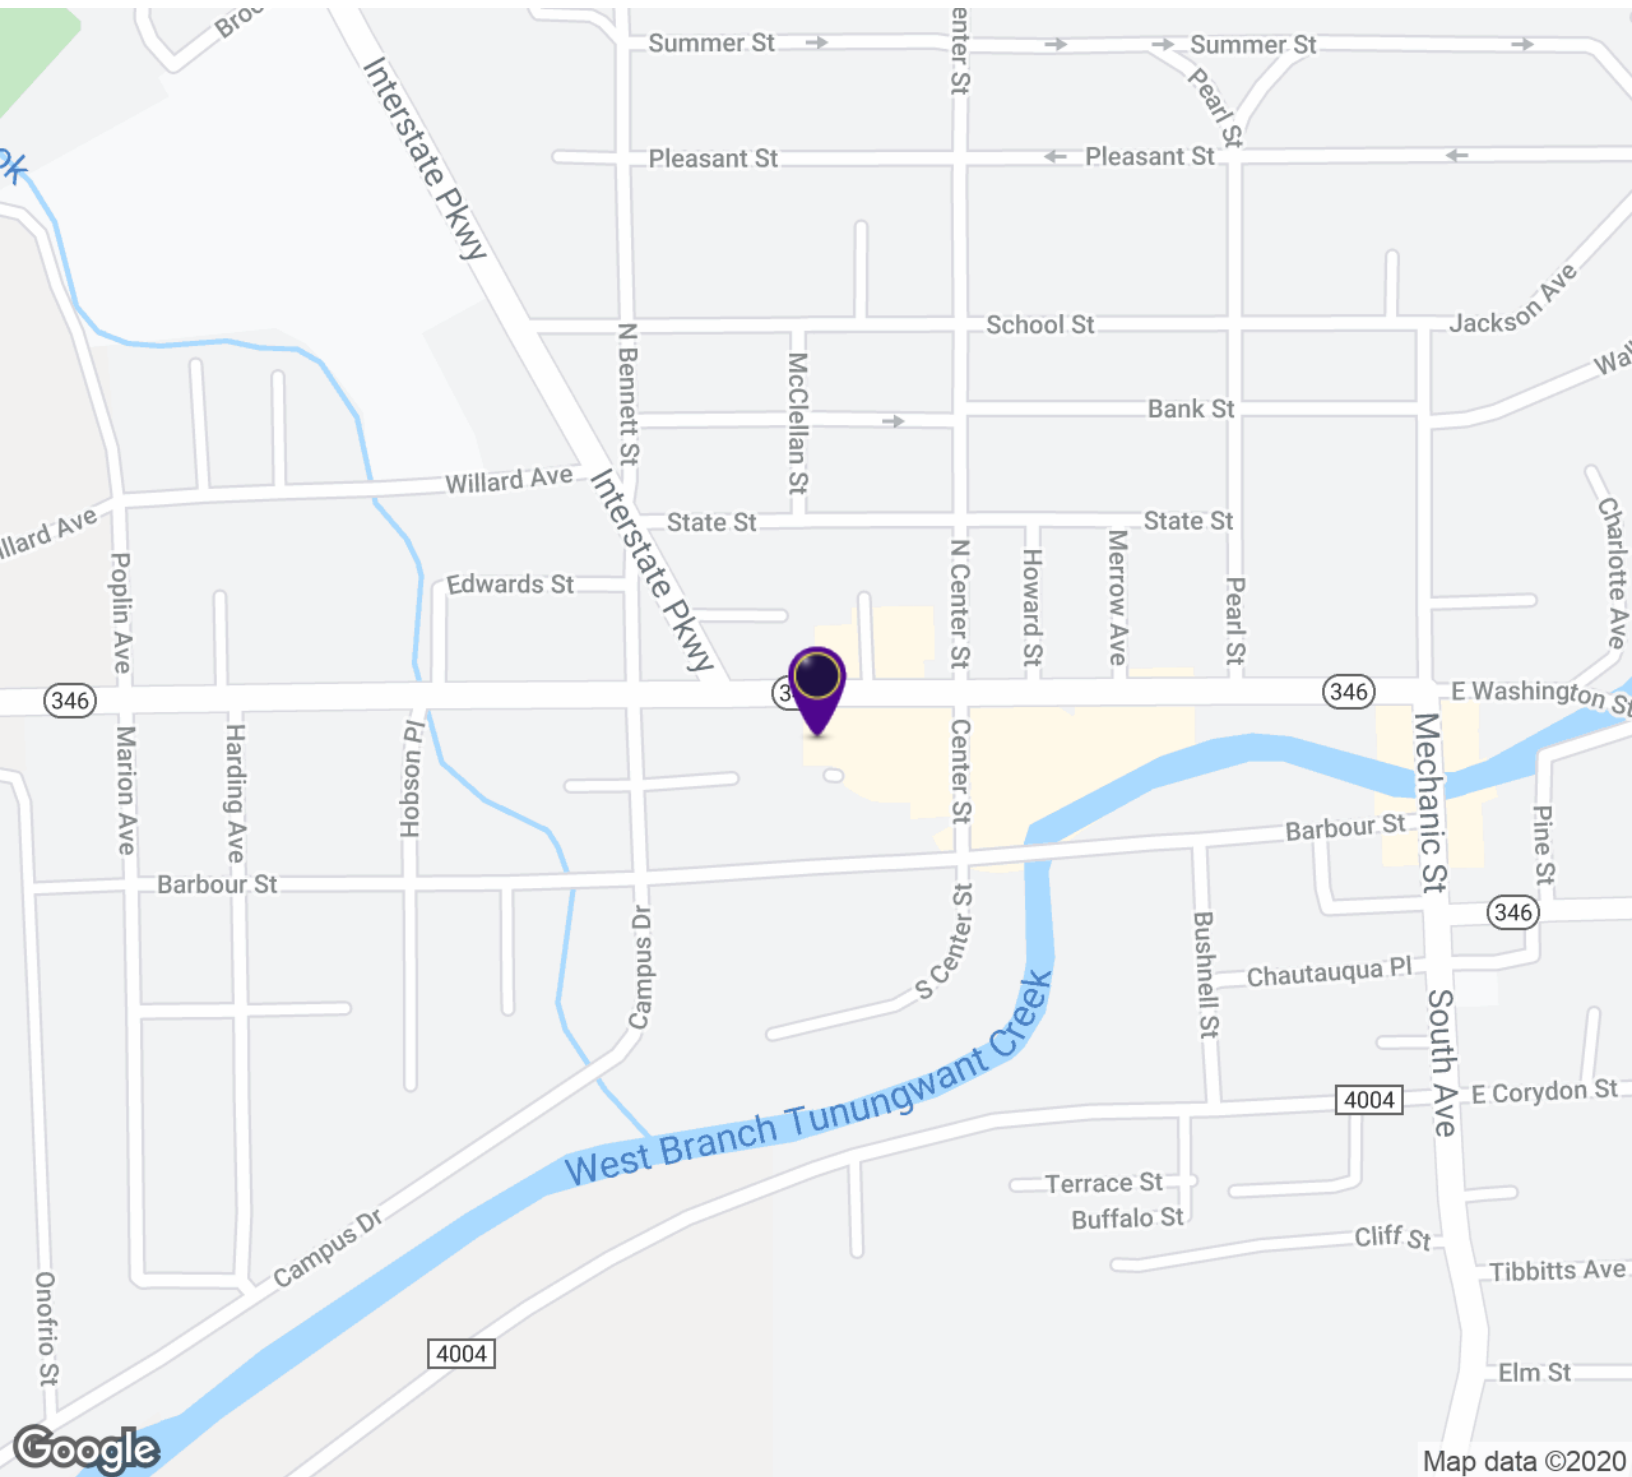 Summer St
enter St
Summer St
Interstate Pkwy
Pearl St
Pleasant St
Pleasant St
ok
School St
Jackson Ave
N Bennett St
McClellan St
Bank St
Willard Ave
Interstate Pkwy
State St
State St
illard Ave
Charlotte Ave
Poplin Ave
Edwards St
N Center St
Howard St
Merrow Ave
Pearl St
346
346
E Washington St
Marion Ave
Harding Ave
Hobson Pl
Center St
Mechanic St
Barbour St
Pine St
Barbour St
S Center St
Bushnell St
346
Campus Dr
Chautauqua Pl
West Branch Tunungwant Creek
South Ave
4004
E Corydon St
Terrace St
Buffalo St
Campus Dr
Cliff St
Tibbitts Ave
Onofrio St
4004
Elm St
Google
Map data ©2020